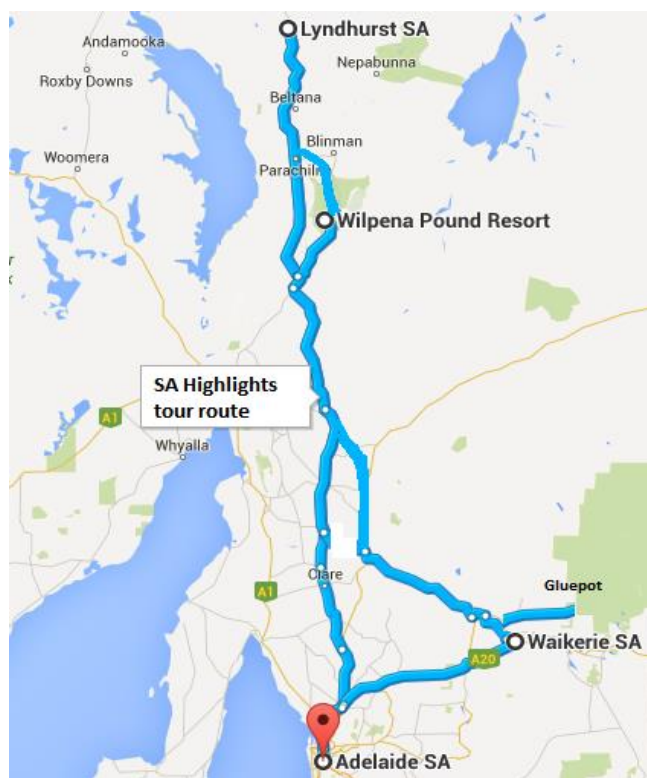 Lyndhurst SA
Andamooka
Nepabunna
Roxby Downs
Beltana
Blinman
Woomera
Parachiln
Wilpena Pound Resort
SA Highlights
tour route
A1
Whyalla
Clare
A1
Gluepot
Waikerie SA
A20
Adelaide SA